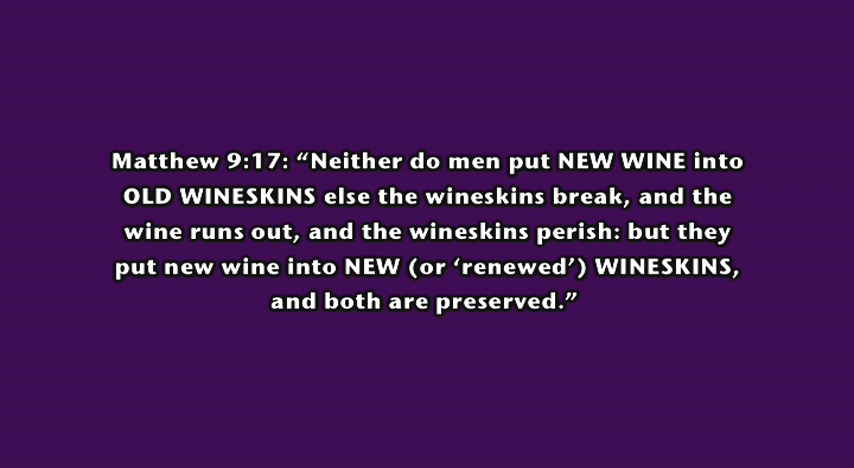 Matthew 9:17: “Neither do men put NEW WINE into
OLD WINESKINS else the wineskins break, and the
wine runs out, and the wineskins perish: but they
put new wine into NEW (or ‘renewed’) WINESKINS,
and both are preserved.”